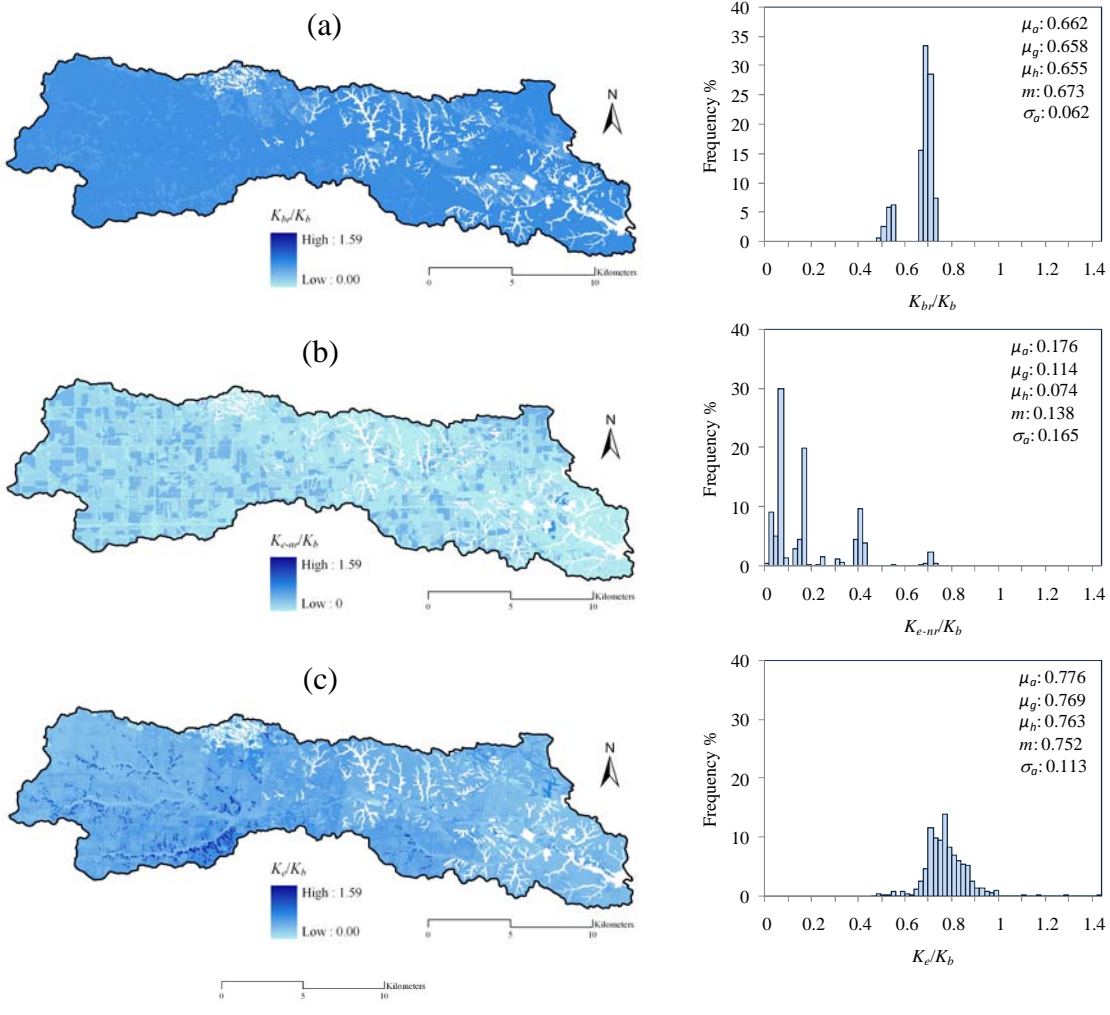 (a)
N
K_br/K_b
High : 1.59
Low : 0.00
Kilometers
0 5 10
40
35
30
25
20
15
10
5
0
Frequency %
μ_a: 0.662
μ_g: 0.658
μ_h: 0.655
m: 0.673
σ_a: 0.062
0 0.2 0.4 0.6 0.8 1 1.2 1.4
K_br/K_b
(b)
N
K_e-nr/K_b
High : 1.59
Low : 0
Kilometers
0 5 10
40
30
20
10
0
Frequency %
μ_a: 0.176
μ_g: 0.114
μ_h: 0.074
m: 0.138
σ_a: 0.165
0 0.2 0.4 0.6 0.8 1 1.2 1.4
K_e-nr/K_b
(c)
N
K_e/K_b
High : 1.59
Low : 0.00
Kilometers
0 5 10
40
30
20
10
0
Frequency %
μ_a: 0.776
μ_g: 0.769
μ_h: 0.763
m: 0.752
σ_a: 0.113
0 0.2 0.4 0.6 0.8 1 1.2 1.4
K_e/K_b
Kilometers
0 5 10